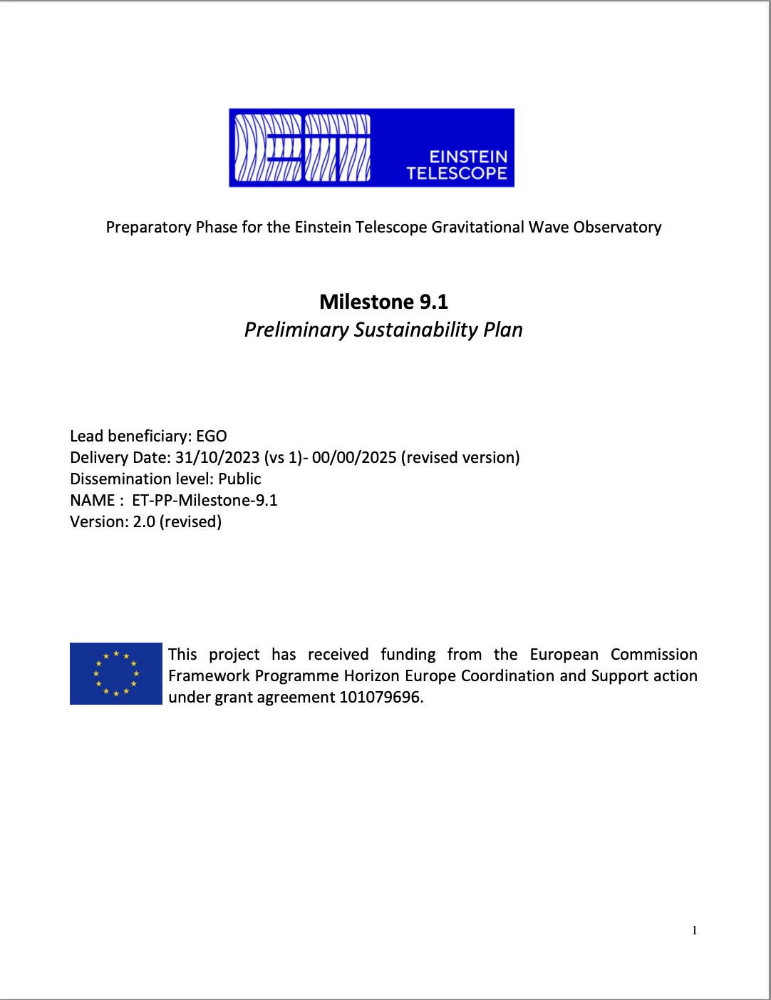 EINSTEIN
TELESCOPE
Preparatory Phase for the Einstein Telescope Gravitational Wave Observatory
Milestone 9.1
Preliminary Sustainability Plan
Lead beneficiary: EGO
Delivery Date: 31/10/2023 (vs 1)- 00/00/2025 (revised version)
Dissemination level: Public
NAME :  ET-PP-Milestone-9.1
Version: 2.0 (revised)
This project has received funding from the European Commission
Framework Programme Horizon Europe Coordination and Support action
under grant agreement 101079696.
1